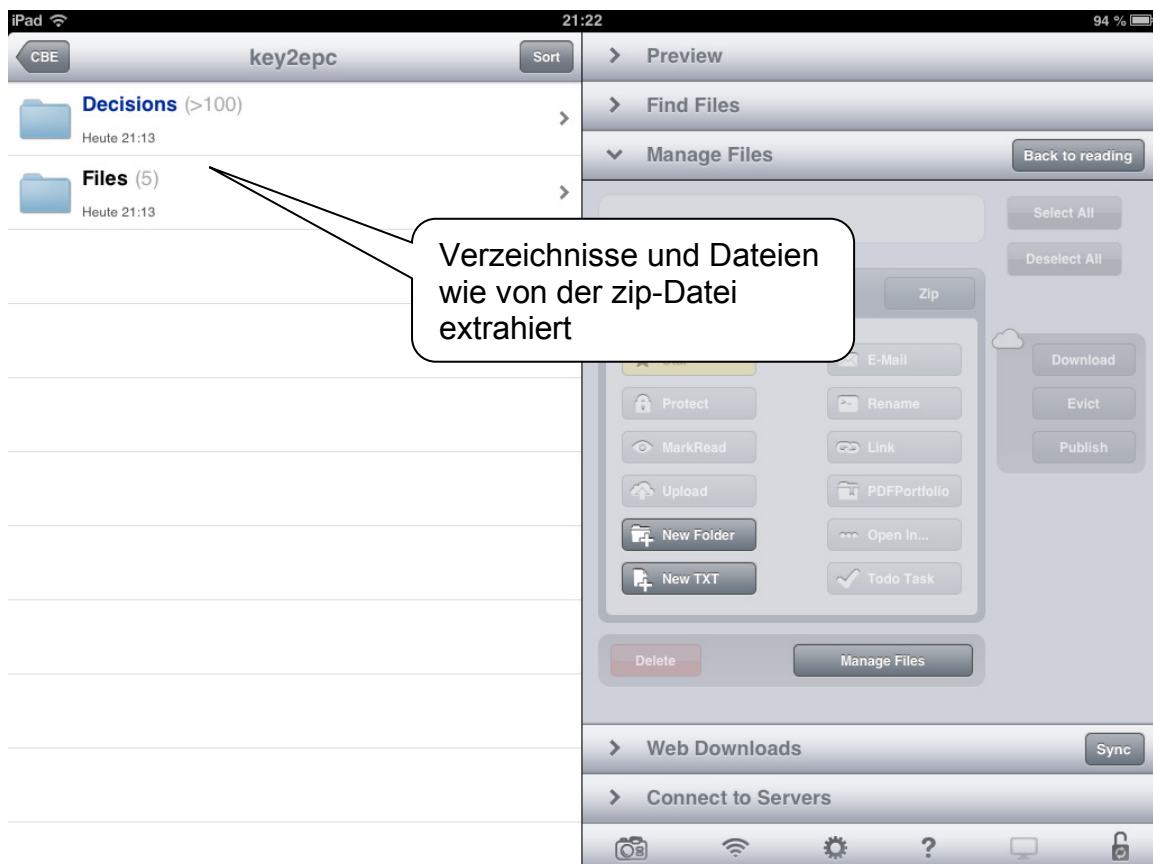 iPad
21:22
94 %
CBE
key2epc
Sort
Decisions (>100)
Heute 21:13
Files (5)
Heute 21:13
Verzeichnisse und Dateien
wie von der zip-Datei
extrahiert
Preview
Find Files
Manage Files
Back to reading
Select All
Deselect All
Zip
E-Mail
Download
Protect
Rename
Evict
MarkRead
Link
Publish
Upload
PDFPortfolio
New Folder
Open In...
New TXT
Todo Task
Delete
Manage Files
Web Downloads
Sync
Connect to Servers
?